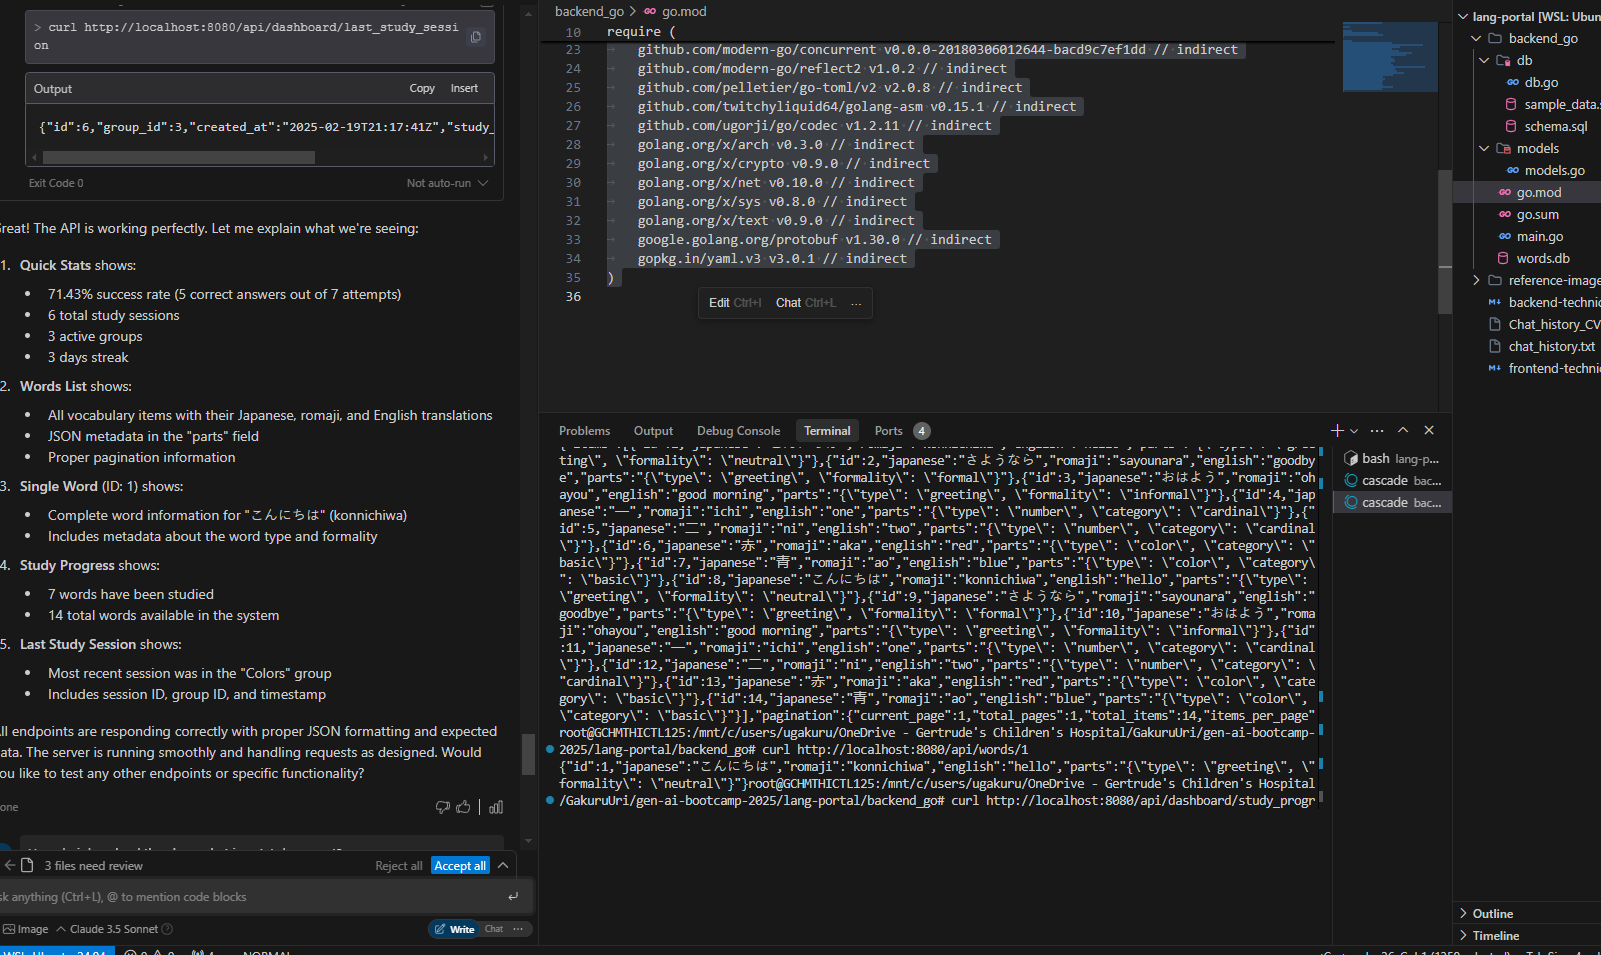 > curl http://localhost:8080/api/dashboard/last_study_sessi
on
Output
Copy
Insert
{"id":6,"group_id":3,"created_at":"2025-02-19T21:17:41Z","study_
Exit Code 0
Not auto-run
reat! The API is working perfectly. Let me explain what we're seeing:
1. Quick Stats shows:
• 71.43% success rate (5 correct answers out of 7 attempts)
• 6 total study sessions
• 3 active groups
• 3 days streak
2. Words List shows:
• All vocabulary items with their Japanese, romaji, and English translations
• JSON metadata in the "parts" field
• Proper pagination information
3. Single Word (ID: 1) shows:
• Complete word information for "こんにちは" (konnichiwa)
• Includes metadata about the word type and formality
4. Study Progress shows:
• 7 words have been studied
• 14 total words available in the system
5. Last Study Session shows:
• Most recent session was in the "Colors" group
• Includes session ID, group ID, and timestamp
ll endpoints are responding correctly with proper JSON formatting and expected
ata. The server is running smoothly and handling requests as designed. Would
ou like to test any other endpoints or specific functionality?
one
3 files need review
Reject all
Accept all
sk anything (Ctrl+L), @ to mention code blocks
Image
Claude 3.5 Sonnet
Write
Chat
backend_go > go.mod
10 require (
23 github.com/modern-go/concurrent v0.0.0-20180306012644-bacd9c7ef1dd // indirect
24 github.com/modern-go/reflect2 v1.0.2 // indirect
25 github.com/pelletier/go-toml/v2 v2.0.8 // indirect
26 github.com/twitchyliquid64/golang-asm v0.15.1 // indirect
27 github.com/ugorji/go/codec v1.2.11 // indirect
28 golang.org/x/arch v0.3.0 // indirect
29 golang.org/x/crypto v0.9.0 // indirect
30 golang.org/x/net v0.10.0 // indirect
31 golang.org/x/sys v0.8.0 // indirect
32 golang.org/x/text v0.9.0 // indirect
33 google.golang.org/protobuf v1.30.0 // indirect
34 gopkg.in/yaml.v3 v3.0.1 // indirect
35 )
36
Edit Ctrl+I Chat Ctrl+L ...
Problems Output Debug Console Terminal Ports 4
ting\", \"formality\": \"neutral\"}"},{"id":2,"japanese":"さようなら","romaji":"sayounara","english":"goodby
e","parts":"{\"type\": \"greeting\", \"formality\": \"formal\"}"},{"id":3,"japanese":"おはよう","romaji":"oh
ayou","english":"good morning","parts":"{\"type\": \"greeting\", \"formality\": \"informal\"}"},{"id":4,"jap
anese":"一","romaji":"ichi","english":"one","parts":"{\"type\": \"number\", \"category\": \"cardinal\"}"},{"
id":5,"japanese":"二","romaji":"ni","english":"two","parts":"{\"type\": \"number\", \"category\": \"cardinal
\"}"},{"id":6,"japanese":"赤","romaji":"aka","english":"red","parts":"{\"type\": \"color\", \"category\": \"
basic\"}"},{"id":7,"japanese":"青","romaji":"ao","english":"blue","parts":"{\"type\": \"color\", \"category\"
\": \"basic\"}"},{"id":8,"japanese":"こんにちは","romaji":"konnichiwa","english":"hello","parts":"{\"type\":
\"greeting\", \"formality\": \"neutral\"}"},{"id":9,"japanese":"さようなら","romaji":"sayounara","english":"
goodbye","parts":"{\"type\": \"greeting\", \"formality\": \"formal\"}"},{"id":10,"japanese":"おはよう","roma
ji":"ohayou","english":"good morning","parts":"{\"type\": \"greeting\", \"formality\": \"informal\"}"},{"id"
:11,"japanese":"一","romaji":"ichi","english":"one","parts":"{\"type\": \"number\", \"category\": \"cardinal
\"}"},{"id":12,"japanese":"二","romaji":"ni","english":"two","parts":"{\"type\": \"number\", \"category\": \
"cardinal\"}"},{"id":13,"japanese":"赤","romaji":"aka","english":"red","parts":"{\"type\": \"color\", \"cate
gory\": \"basic\"}"},{"id":14,"japanese":"青","romaji":"ao","english":"blue","parts":"{\"type\": \"color\",
\"category\": \"basic\"}"}],"pagination":{"current_page":1,"total_pages":1,"total_items":14,"items_per_page"
root@GCHMTHICTL125:/mnt/c/users/ugakuru/OneDrive - Gertrude's Children's Hospital/GakuruUri/gen-ai-bootcamp-
2025/lang-portal/backend_go# curl http://localhost:8080/api/words/1
{"id":1,"japanese":"こんにちは","romaji":"konnichiwa","english":"hello","parts":"{\"type\": \"greeting\", \"
formality\": \"neutral\"}"}root@GCHMTHICTL125:/mnt/c/users/ugakuru/OneDrive - Gertrude's Children's Hospital
/GakuruUri/gen-ai-bootcamp-2025/lang-portal/backend_go# curl http://localhost:8080/api/dashboard/study_progr
bash lang-p...
cascade bac...
cascade bac...
lang-portal [WSL: Ubun
backend_go
db
db.go
sample_data.
schema.sql
models
models.go
go.mod
go.sum
main.go
words.db
reference-image
backend-technic
Chat_history_CV
chat_history.txt
frontend-technic
Outline
Timeline